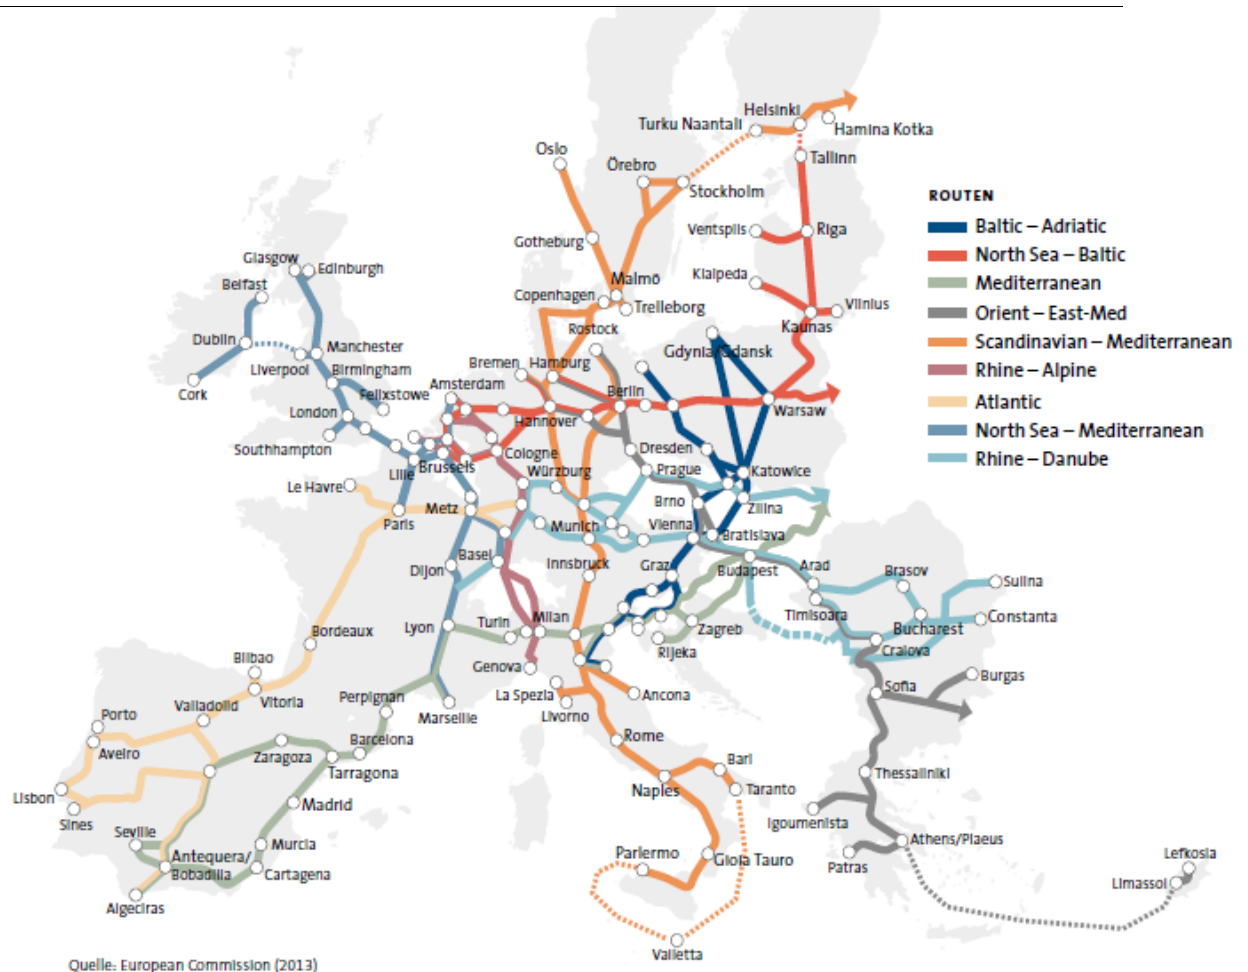 Helsinki
Turku Naantali
Hamina Kotka
Oslo
Örebro
Tallinn
Stockholm
ROUTEN
Baltic – Adriatic
North Sea – Baltic
Mediterranean
Orient – East-Med
Scandinavian – Mediterranean
Rhine – Alpine
Atlantic
North Sea – Mediterranean
Rhine – Danube
Ventspils
Riga
Gotheburg
Glasgow
Edinburgh
Klaipeda
Malmö
Belfast
Copenhagen
Trelleborg
Vilnius
Rostock
Kaunas
Dublin
Manchester
Gdynia/Gdansk
Liverpool
Birmingham
Bremen
Hamburg
Cork
Felixstowe
Amsterdam
Berlin
London
Hannover
Warsaw
Southhampton
Cologne
Dresden
Lille
Brussels
Würzburg
Prague
Katowice
Le Havre
Paris
Metz
Brno
Zilina
Munich
Vienna
Bratislava
Basel
Dijon
Innsbruck
Graz
Budapest
Arad
Brasov
Sulina
Timisoara
Constanta
Lyon
Turin
Milan
Zagreb
Bucharest
Bordeaux
Rijeka
Craiova
Bilbao
Genova
Burgas
Vitoria
Perpignan
La Spezia
Ancona
Sofia
Valladolid
Marseille
Livorno
Porto
Aveiro
Barcelona
Rome
Zaragoza
Tarragona
Bari
Thessaliniki
Lisbon
Madrid
Naples
Taranto
Sines
Igoumenista
Seville
Murcia
Athens/Piaeus
Antequera/
Bobadilla
Cartagena
Parlermo
Gioia Tauro
Patras
Lefkosia
Limassol
Algeciras
Valletta
Quelle: European Commission (2013)